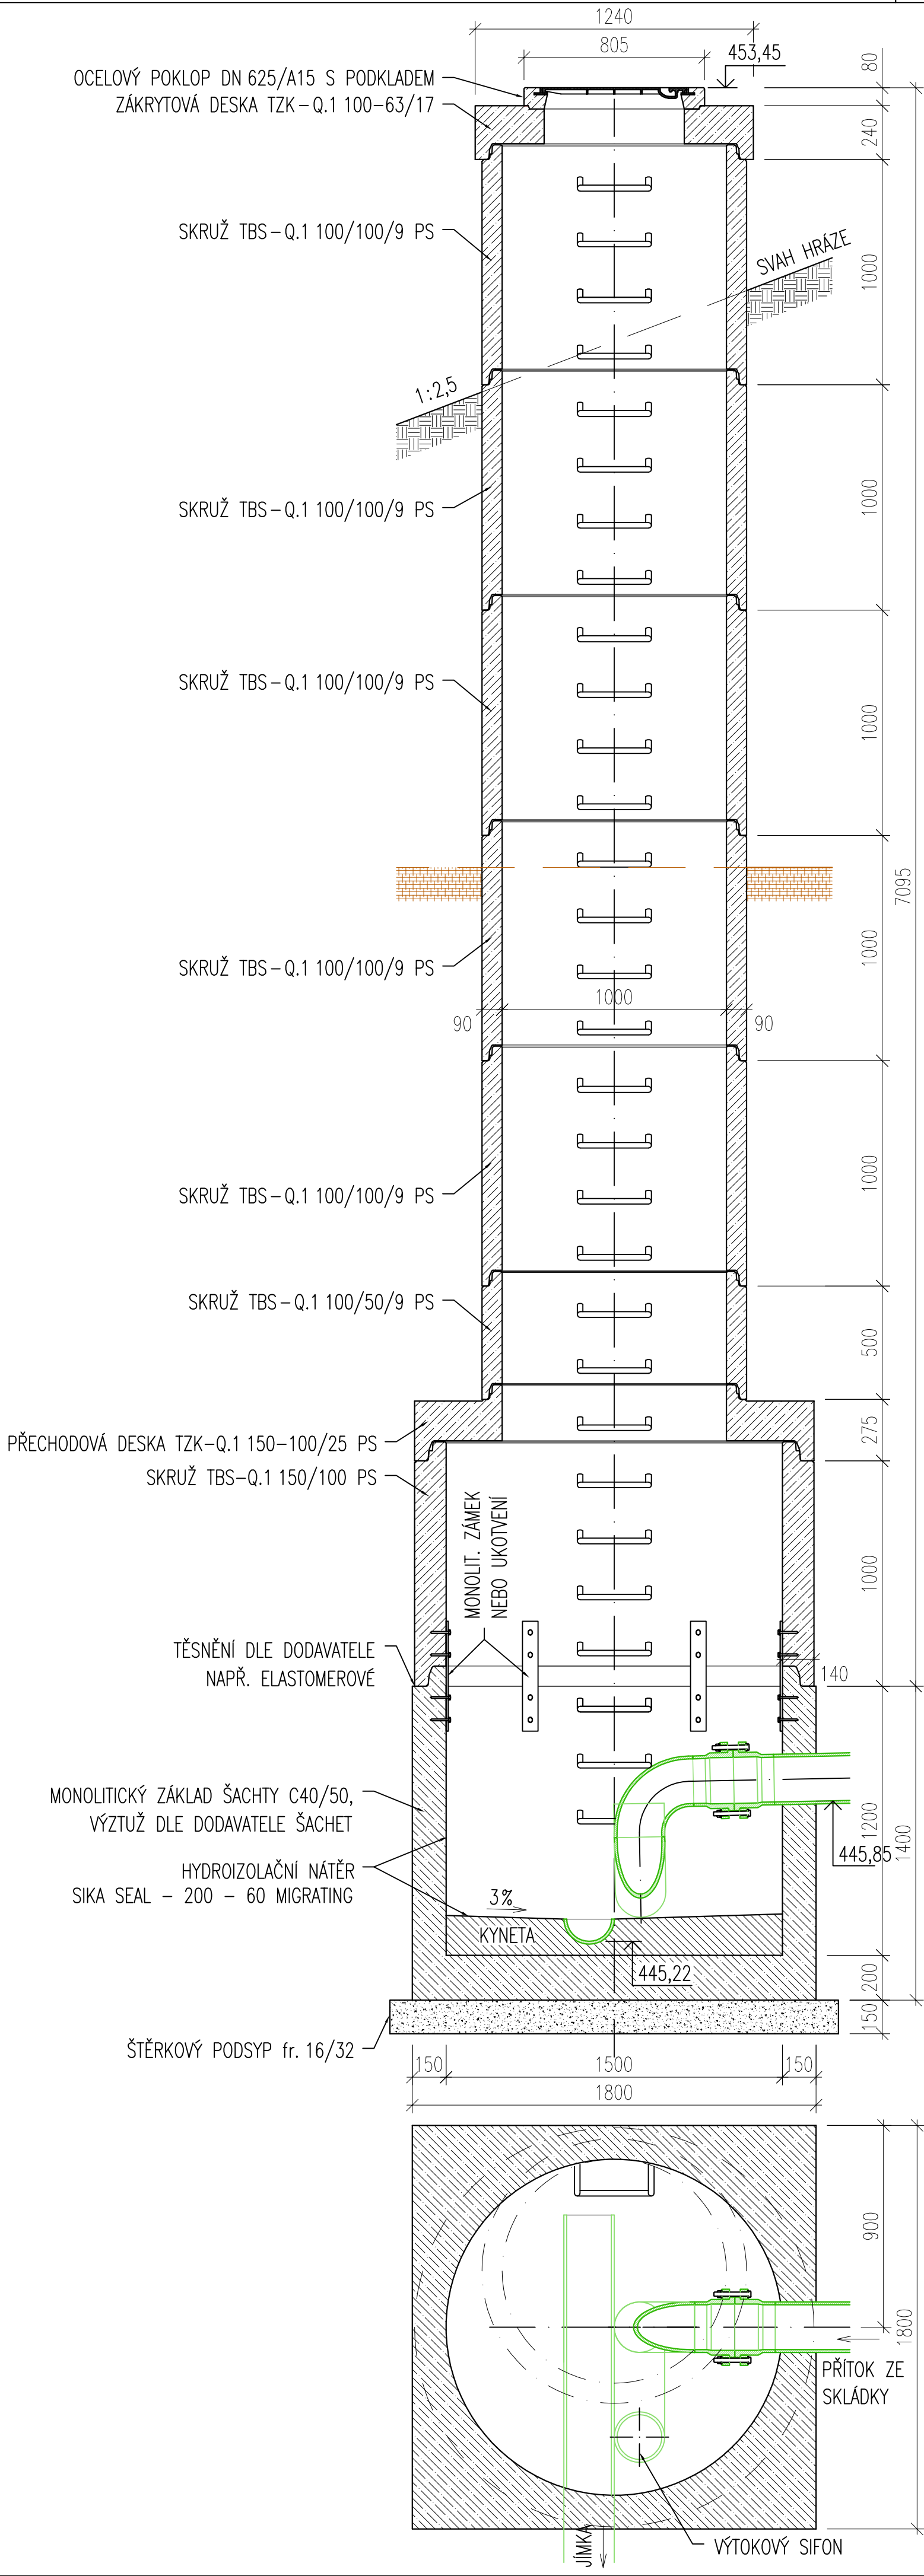 1240
805
453,45
80
OCELOVÝ POKLOP DN 625/A15 S PODKLADEM
ZÁKRYTOVÁ DESKA TZK-Q.1 100-63/17
240
SKRUŽ TBS-Q.1 100/100/9 PS
SVAH HRÁZE
1000
1:2,5
SKRUŽ TBS-Q.1 100/100/9 PS
1000
SKRUŽ TBS-Q.1 100/100/9 PS
1000
7095
SKRUŽ TBS-Q.1 100/100/9 PS
1000
90
1000
90
SKRUŽ TBS-Q.1 100/100/9 PS
1000
SKRUŽ TBS-Q.1 100/50/9 PS
500
PŘECHODOVÁ DESKA TZK-Q.1 150-100/25 PS
275
SKRUŽ TBS-Q.1 150/100 PS
MONOLIT. ZÁMEK
NEBO UKOTVENÍ
1000
TĚSNĚNÍ DLE DODAVATELE
NAPŘ. ELASTOMEROVÉ
140
MONOLITICKÝ ZÁKLAD ŠACHTY C40/50,
VÝZTUŽ DLE DODAVATELE ŠACHET
1200
1400
445,85
HYDROIZOLAČNÍ NÁTĚR
SIKA SEAL - 200 - 60 MIGRATING
3%
KYNETA
445,22
200
150
ŠTĚRKOVÝ PODSYP fr. 16/32
150
1500
150
1800
900
1800
PŘÍTOK ZE
SKLÁDKY
JÍMKA
VÝTOKOVÝ SIFON